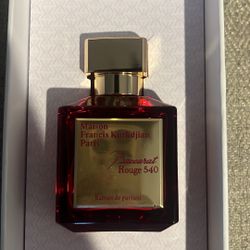 Maison
Francis Kurkdjian
Paris
Baccarat
Rouge 540
Extrait de parfum